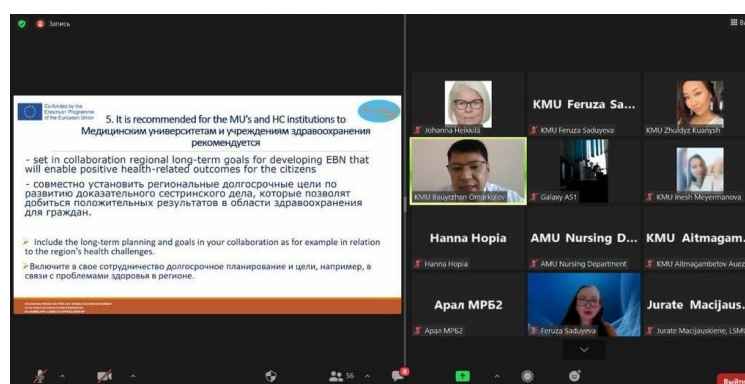 Запись
Co-funded by the
Erasmus+ Programme
of the European Union
5. It is recommended for the MU's and HC institutions to
Медицинским университетам и учреждениям здравоохранения
рекомендуется
- set in collaboration regional long-term goals for developing EBN that
will enable positive health-related outcomes for the citizens
- совместно установить региональные долгосрочные цели по
развитию доказательного сестринского дела, которые позволят
добиться положительных результатов в области здравоохранения
для граждан.
➢ Include the long-term planning and goals in your collaboration as for example in relation
to the region's health challenges.
➢ Включите в свое сотрудничество долгосрочное планирование и цели, например, в
связи с проблемами здоровья в регионе.
Johanna Heikkilä
KMU Feruza Sa...
KMU Feruza Saduyeva
KMU Zhuldyz Kuanysh
KMU Bauyrzhan Omarkulov
Galaxy A51
KMU Inesh Meyermanova
Hanna Hopia
Hanna Hopia
AMU Nursing D...
AMU Nursing Department
KMU Aitmagam...
KMU Aitmagambetov Auez
Арал МРБ2
Арал МРБ2
Feruza Saduyeva
Jurate Macijaus...
Jurate Macijauskiene, LSM
56
8